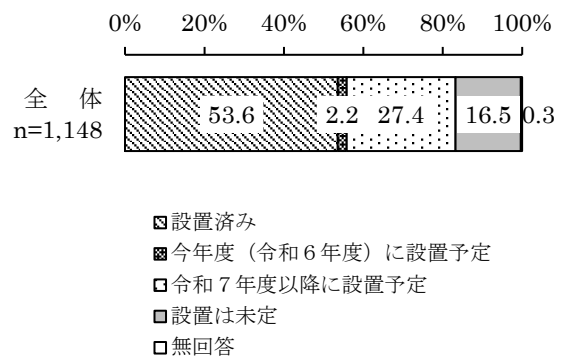 0% 20% 40% 60% 80% 100%
全 体
n=1,148
53.6 2.2 27.4 16.5 0.3
設置済み
今年度（令和６年度）に設置予定
令和７年度以降に設置予定
設置は未定
無回答